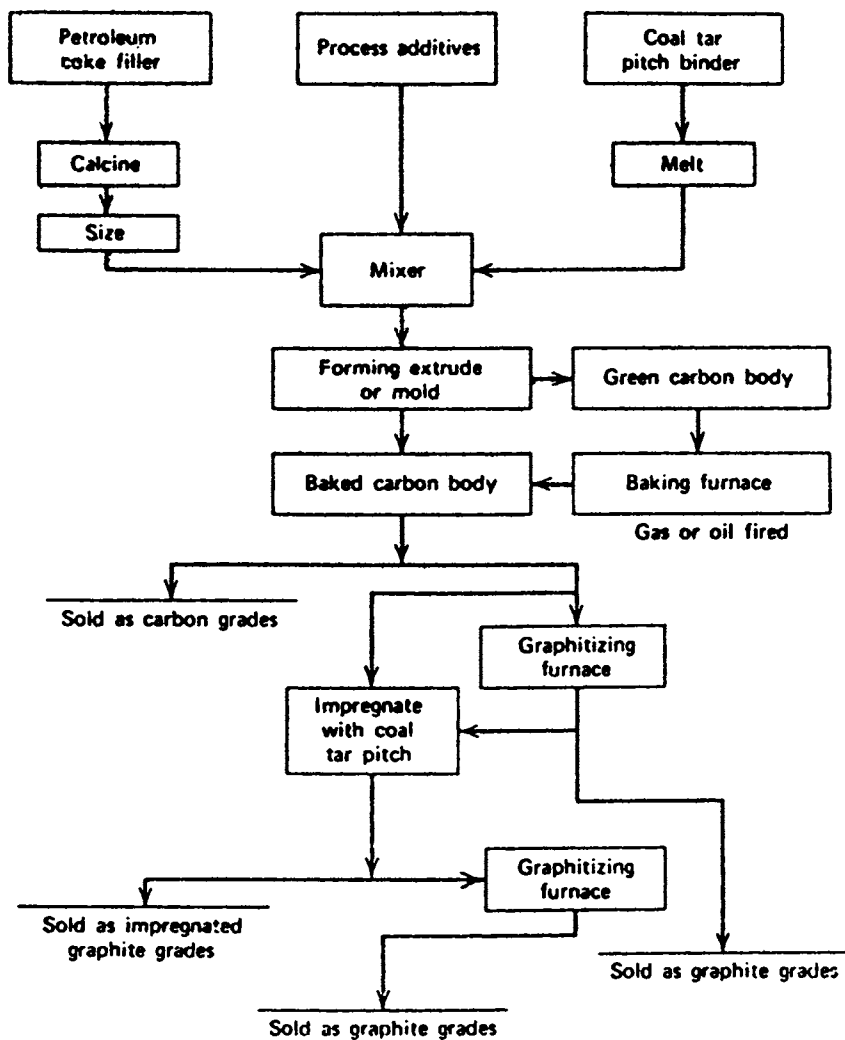 Petroleum
coke filler
Process additives
Coal tar
pitch binder
Calcine
Melt
Size
Mixer
Forming extrude
or mold
Green carbon body
Baked carbon body
Baking furnace
Gas or oil fired
Sold as carbon grades
Graphitizing
furnace
Impregnate
with coal
tar pitch
Graphitizing
furnace
Sold as impregnated
graphite grades
Sold as graphite grades
Sold as graphite grades